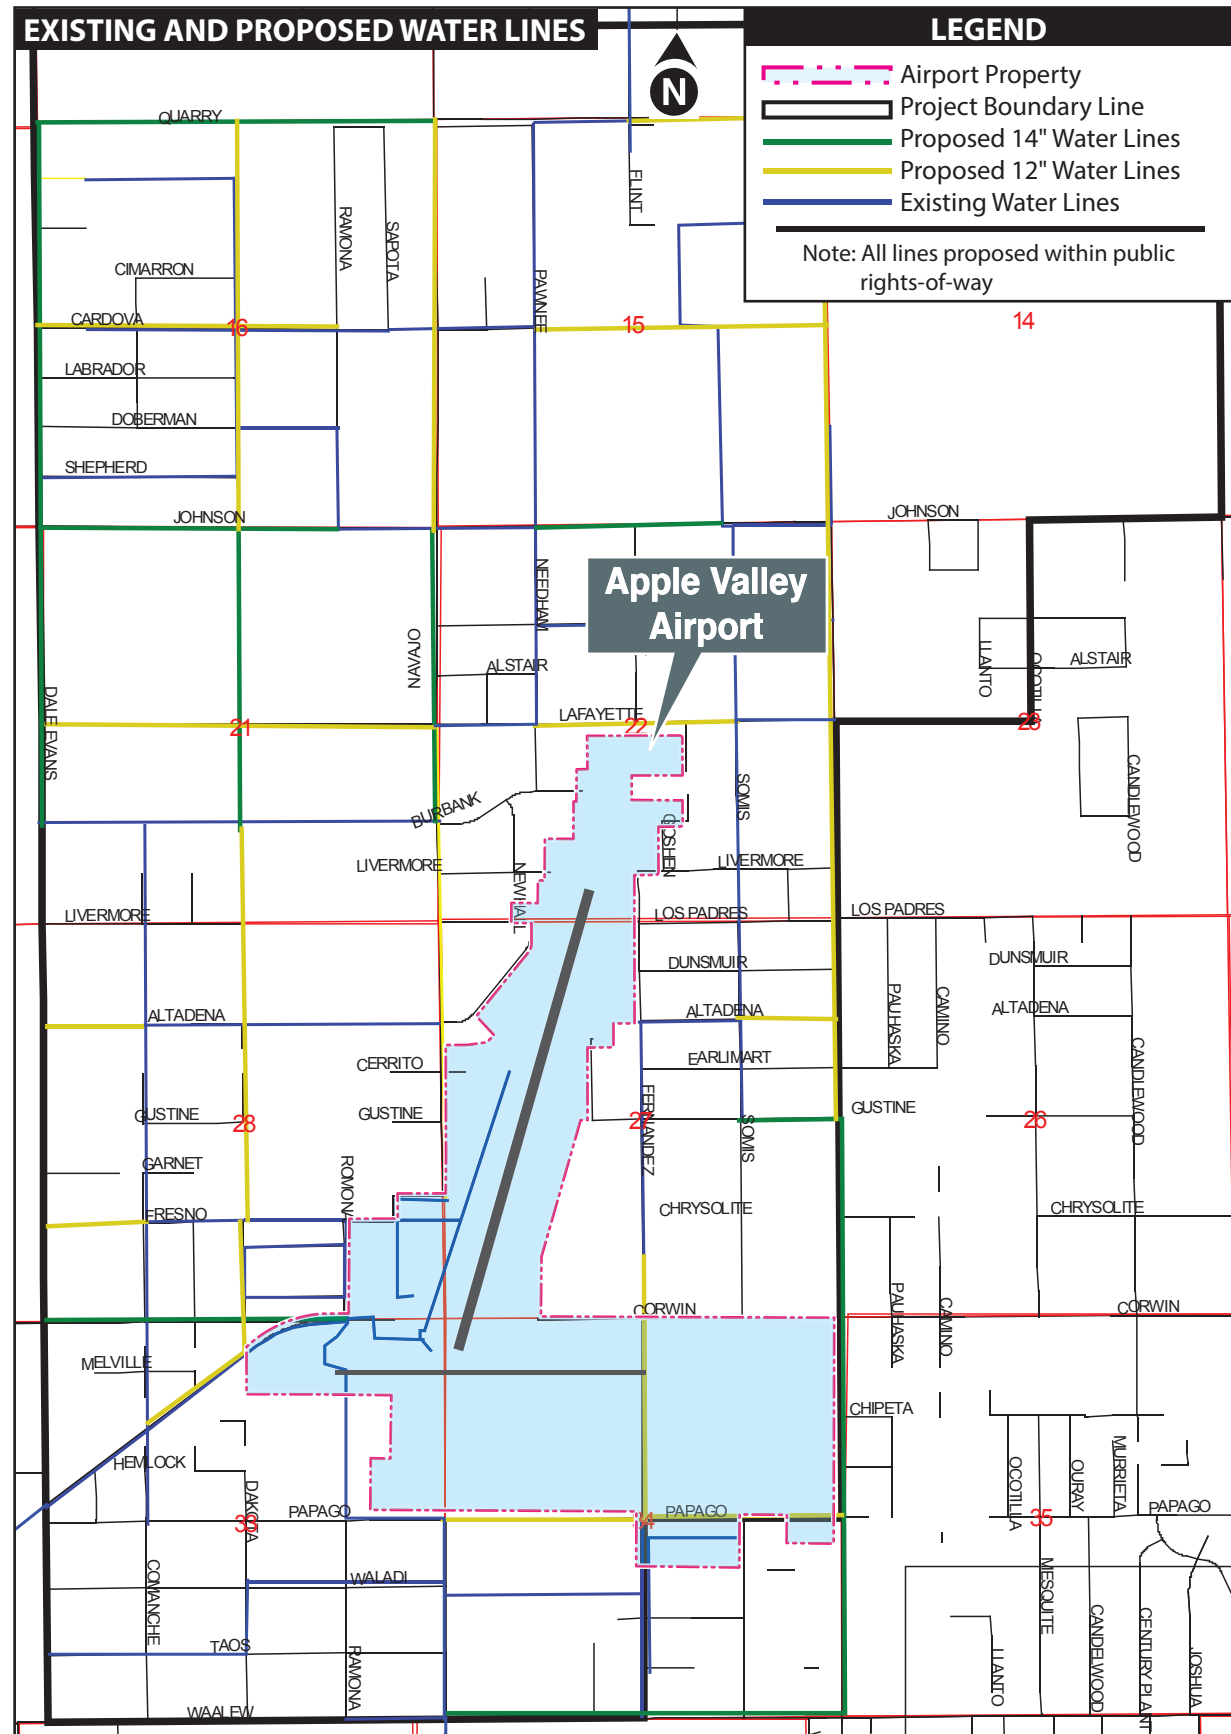 EXISTING AND PROPOSED WATER LINES
N
LEGEND
Airport Property
Project Boundary Line
Proposed 14" Water Lines
Proposed 12" Water Lines
Existing Water Lines
Note: All lines proposed within public
rights-of-way
QUARRY
FLINT
RAMONA
SAPOTA
CIMARRON
PAWNEE
CARDOVA
16
15
14
LABRADOR
DOBERMAN
SHEPHERD
JOHNSON
JOHNSON
Apple Valley
Airport
NEEDHAM
NAVAJO
ALSTAIR
LLANTO
OCOTILLA
ALSTAIR
DALE EVANS
LAFAYETTE
21
22
23
SOMIS
CANDLEWOOD
BURBANK
GOSHEN
LIVERMORE
NEWHALL
LIVERMORE
LIVERMORE
LOS PADRES
LOS PADRES
DUNSMUIR
DUNSMUIR
PAUHASKA
CAMINO
ALTADENA
ALTADENA
ALTADENA
CERRITO
EARLIMART
CANDLEWOOD
GUSTINE
GUSTINE
GUSTINE
28
27
26
FERNANDEZ
SOMIS
GARNET
ROMONA
FRESNO
CHRYSOLITE
CHRYSOLITE
CORWIN
PAUHASKA
CAMINO
CORWIN
MELVILLE
CHIPETA
HEMLOCK
OCOTILLA
OURAY
MURRIETA
DAKOTA
PAPAGO
PAPAGO
PAPAGO
33
34
35
COMANCHE
WALADI
MESQUITE
CANDELWOOD
CENTURY PLANT
JOSHUA
TAOS
RAMONA
LLANTO
WAALEW